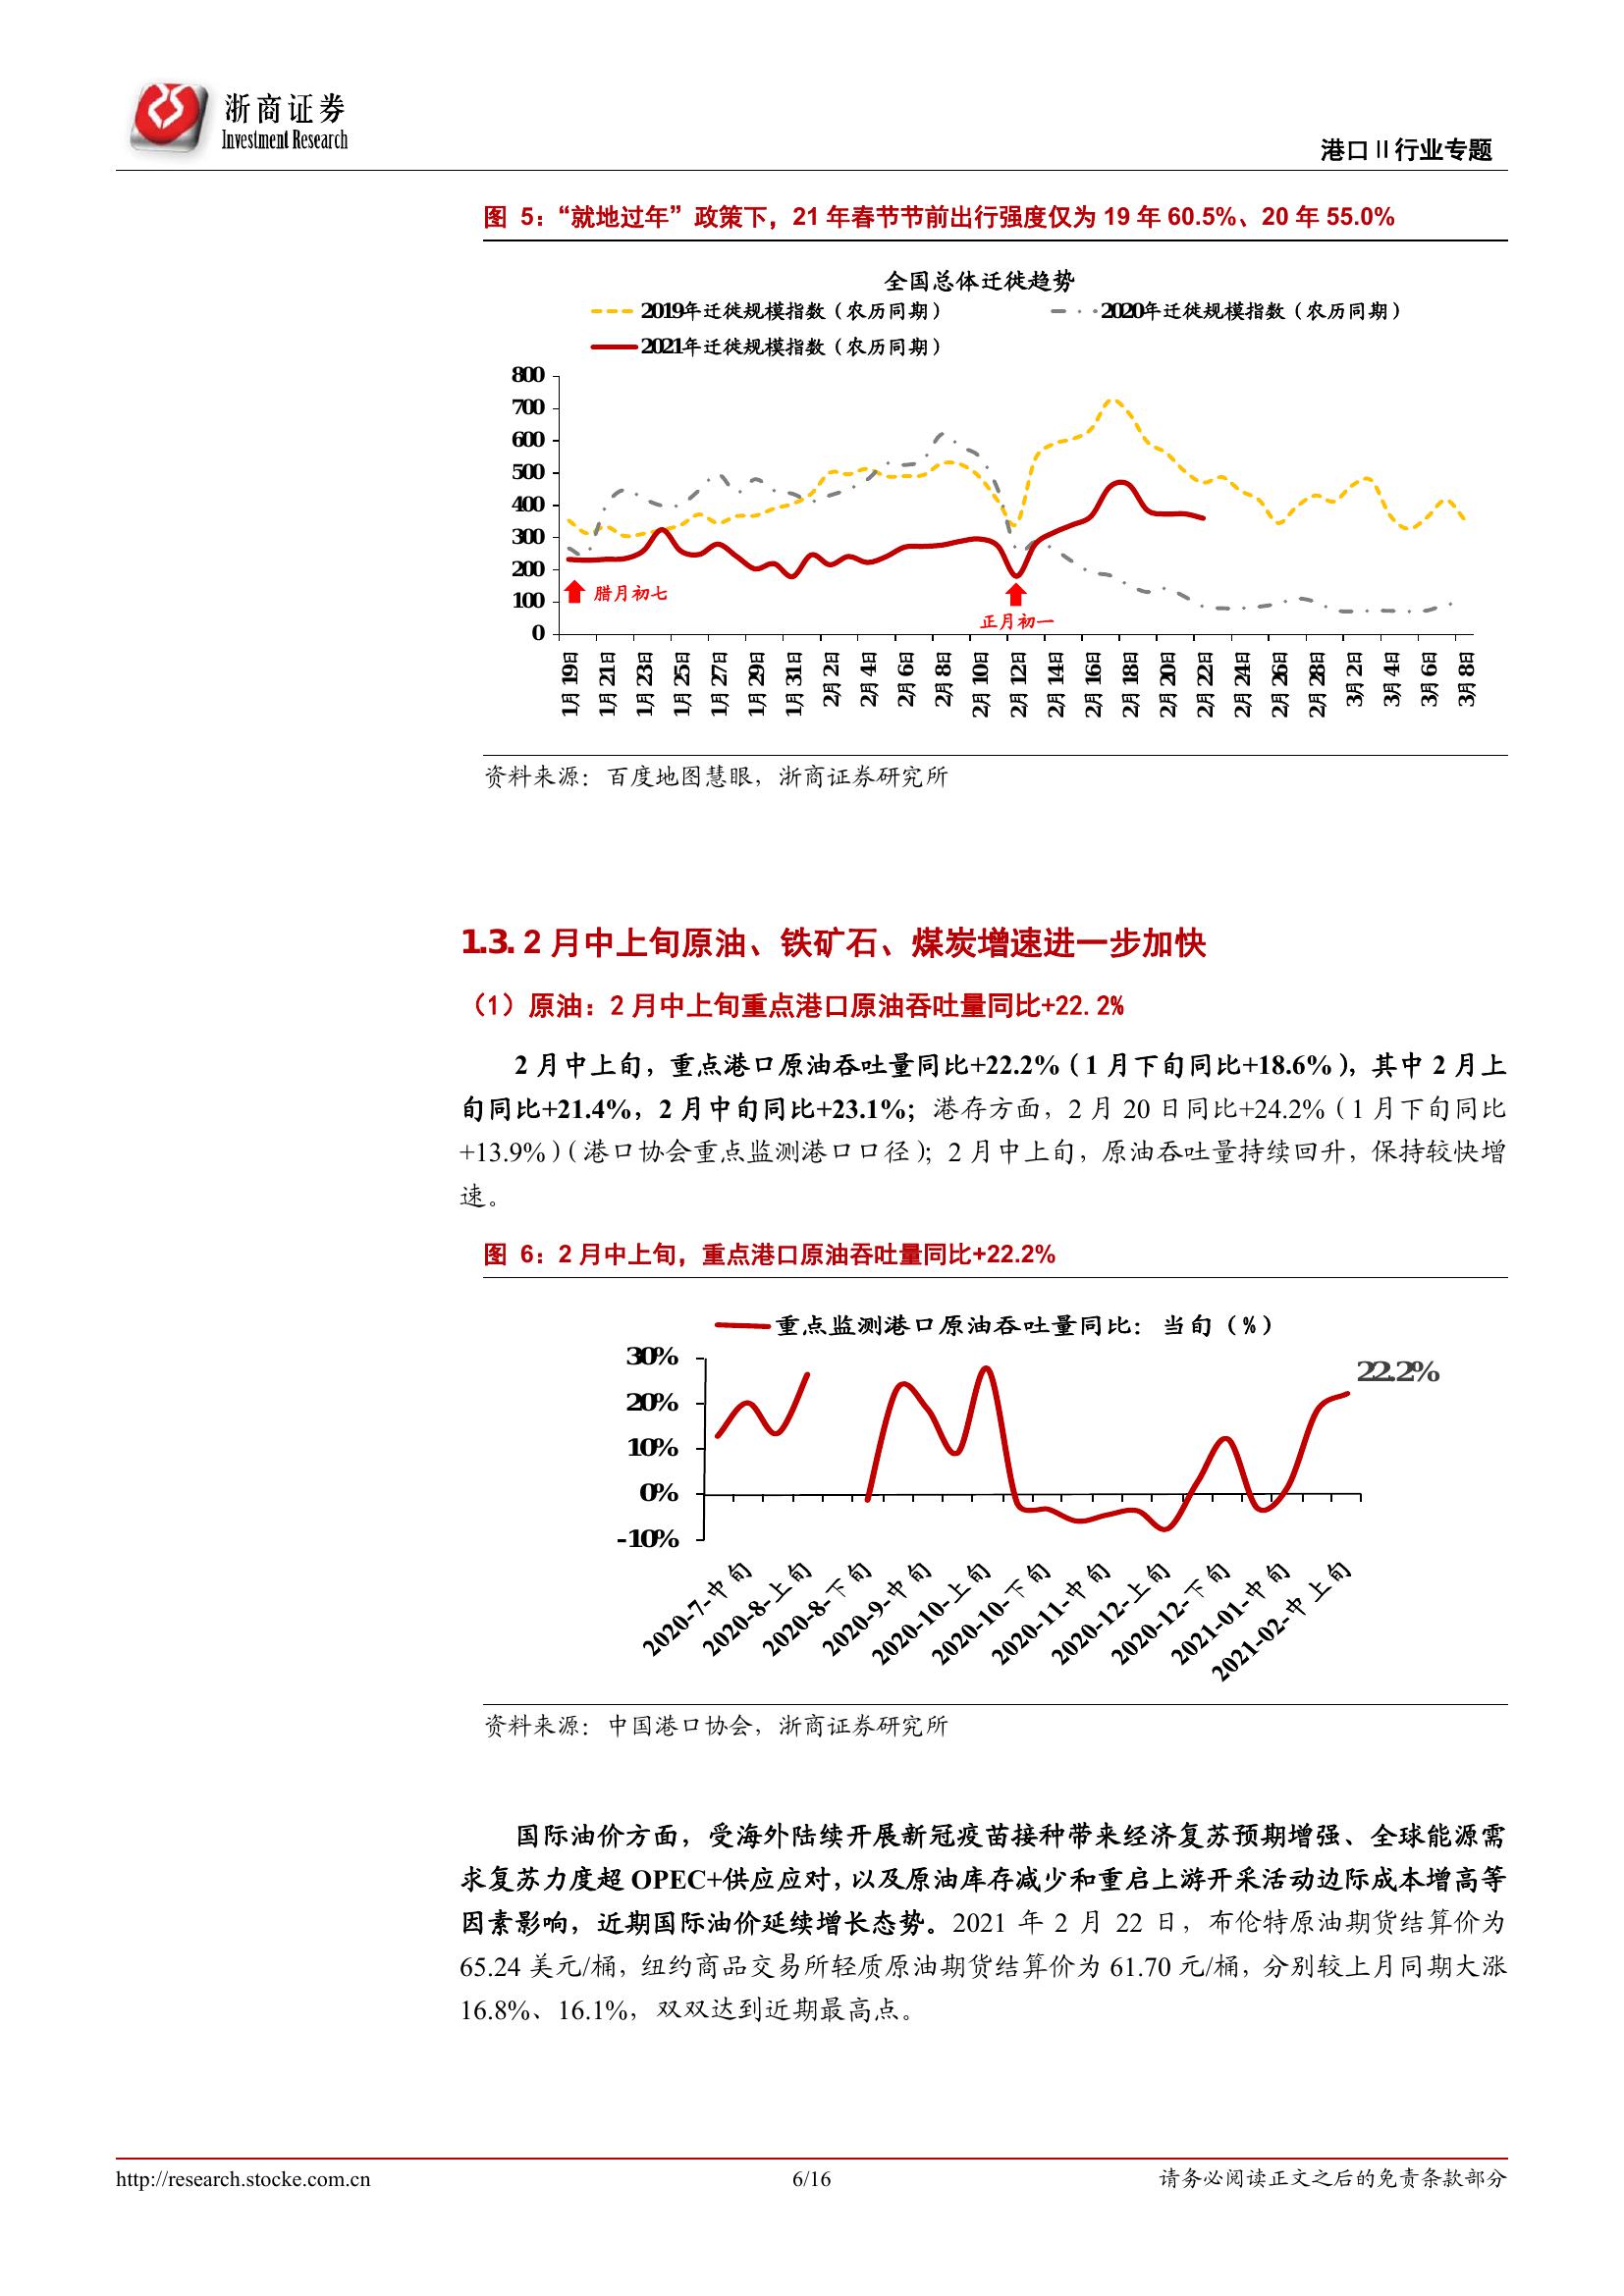 浙商证券
Investment Research
港口Ⅱ行业专题
图 5：“就地过年”政策下，21 年春节节前出行强度仅为 19 年 60.5%、20 年 55.0%
全国总体迁徙趋势
2019年迁徙规模指数（农历同期）
2020年迁徙规模指数（农历同期）
2021年迁徙规模指数（农历同期）
800
700
600
500
400
300
200
100
0
腊月初七
正月初一
1月19日
1月21日
1月23日
1月25日
1月27日
1月29日
1月31日
2月2日
2月4日
2月6日
2月8日
2月10日
2月12日
2月14日
2月16日
2月18日
2月20日
2月22日
2月24日
2月26日
2月28日
3月2日
3月4日
3月6日
3月8日
资料来源：百度地图慧眼，浙商证券研究所
1.3. 2 月中上旬原油、铁矿石、煤炭增速进一步加快
（1）原油：2 月中上旬重点港口原油吞吐量同比+22.2%
2 月中上旬，重点港口原油吞吐量同比+22.2%（1 月下旬同比+18.6%），其中 2 月上
旬同比+21.4%，2 月中旬同比+23.1%；港存方面，2 月 20 日同比+24.2%（1 月下旬同比
+13.9%）（港口协会重点监测港口口径）；2 月中上旬，原油吞吐量持续回升，保持较快增
速。
图 6：2 月中上旬，重点港口原油吞吐量同比+22.2%
重点监测港口原油吞吐量同比：当旬（%）
30%
20%
10%
0%
-10%
22.2%
2020-7-中旬
2020-8-上旬
2020-8-下旬
2020-9-中旬
2020-10-上旬
2020-10-下旬
2020-11-中旬
2020-12-上旬
2020-12-下旬
2021-01-中旬
2021-02-中上旬
资料来源：中国港口协会，浙商证券研究所
国际油价方面，受海外陆续开展新冠疫苗接种带来经济复苏预期增强、全球能源需
求复苏力度超 OPEC+供应应对，以及原油库存减少和重启上游开采活动边际成本增高等
因素影响，近期国际油价延续增长态势。2021 年 2 月 22 日，布伦特原油期货结算价为
65.24 美元/桶，纽约商品交易所轻质原油期货结算价为 61.70 元/桶，分别较上月同期大涨
16.8%、16.1%，双双达到近期最高点。
http://research.stocke.com.cn
6/16
请务必阅读正文之后的免责条款部分